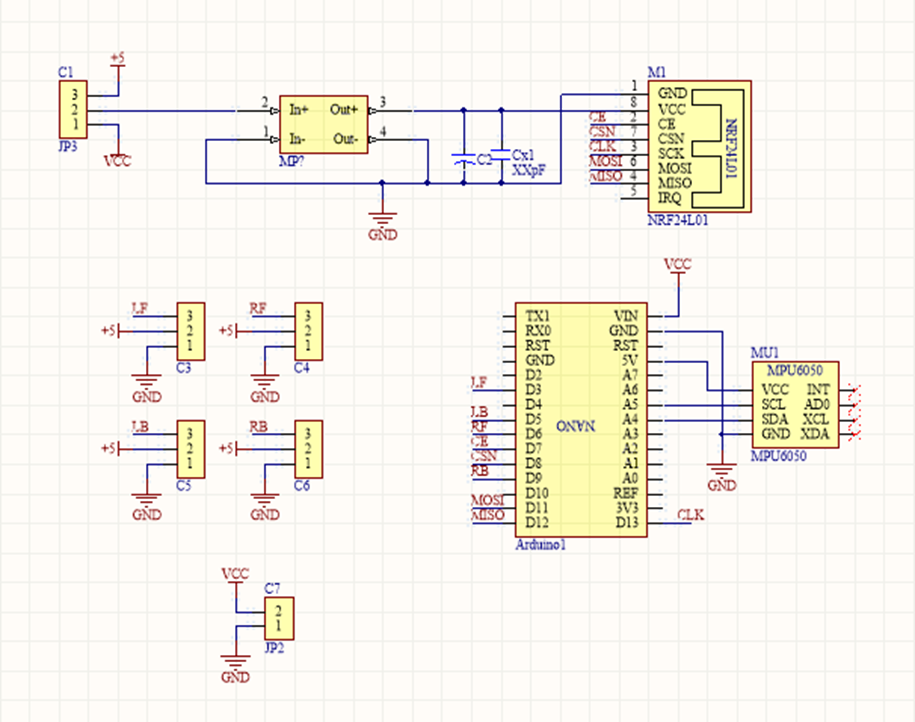 +5
C1
3
2
1
JP3
VCC
2 In+ Out+ 3
1 In- Out- 4
MP?
C2
Cx1
XXpF
GND
M1
1 GND
8 VCC
CE 2 CE
CSN 7 CSN
CLK 3 SCK
MOSI 6 MOSI
MISO 4 MISO
5 IRQ
NRF24L01
NRF24L01
LF 3
+5 2
1
C3
GND
RF 3
+5 2
1
C4
GND
LB 3
+5 2
1
C5
GND
RB 3
+5 2
1
C6
GND
VCC
C7
2
1
JP2
GND
VCC
TX1 VIN
RX0 GND
RST RST
GND 5V
D2 A7
LF D3 A6
D4 A5
LB D5 A4
RF D6 A3
CE D7 A2
CSN D8 A1
RB D9 A0
D10 REF
MOSI D11 3V3
MISO D12 D13 CLK
NANO
Arduino1
MU1
MPU6050
VCC INT
SCL AD0
SDA XCL
GND XDA
MPU6050
GND